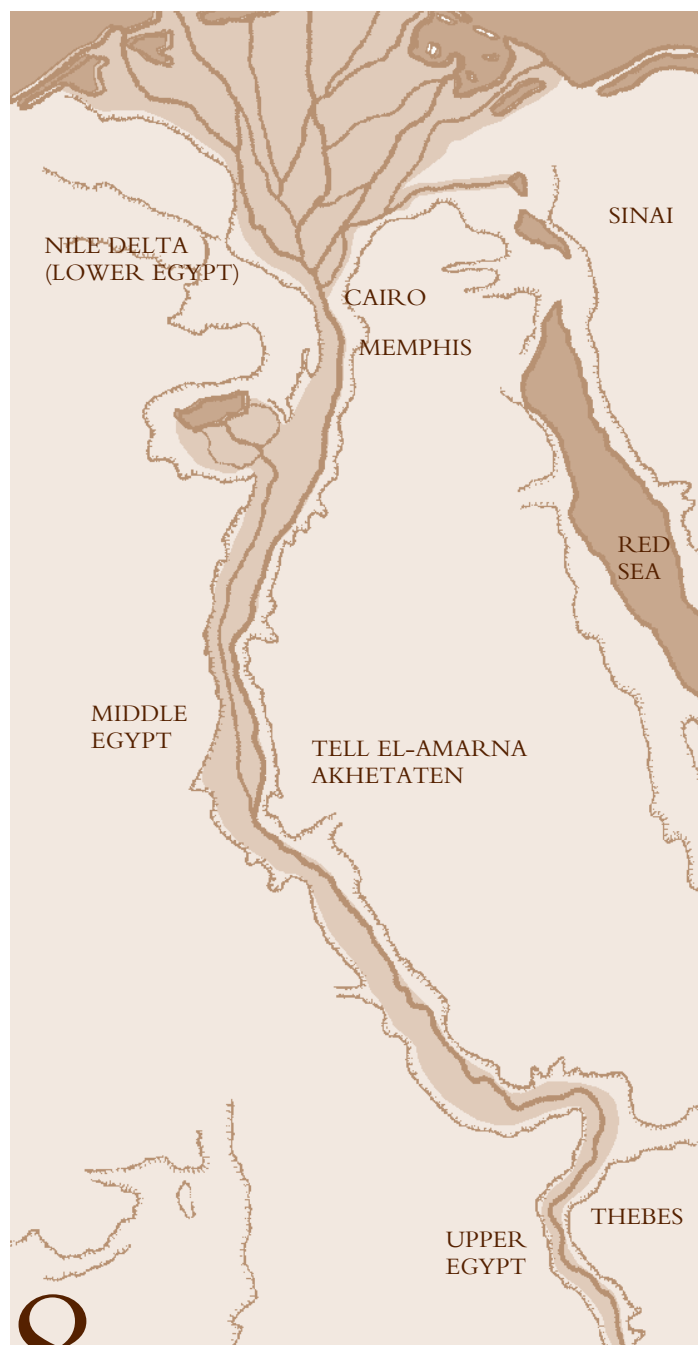 SINAI
NILE DELTA
(LOWER EGYPT)
CAIRO
MEMPHIS
RED
SEA
MIDDLE
EGYPT
TELL EL-AMARNA
AKHETATEN
THEBES
UPPER
EGYPT